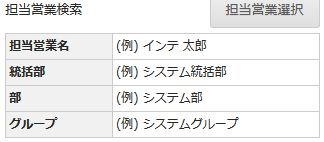 担当営業検索 担当営業選択
担当営業名 (例) インテ 太郎
統括部 (例) システム統括部
部 (例) システム部
グループ (例) システムグループ